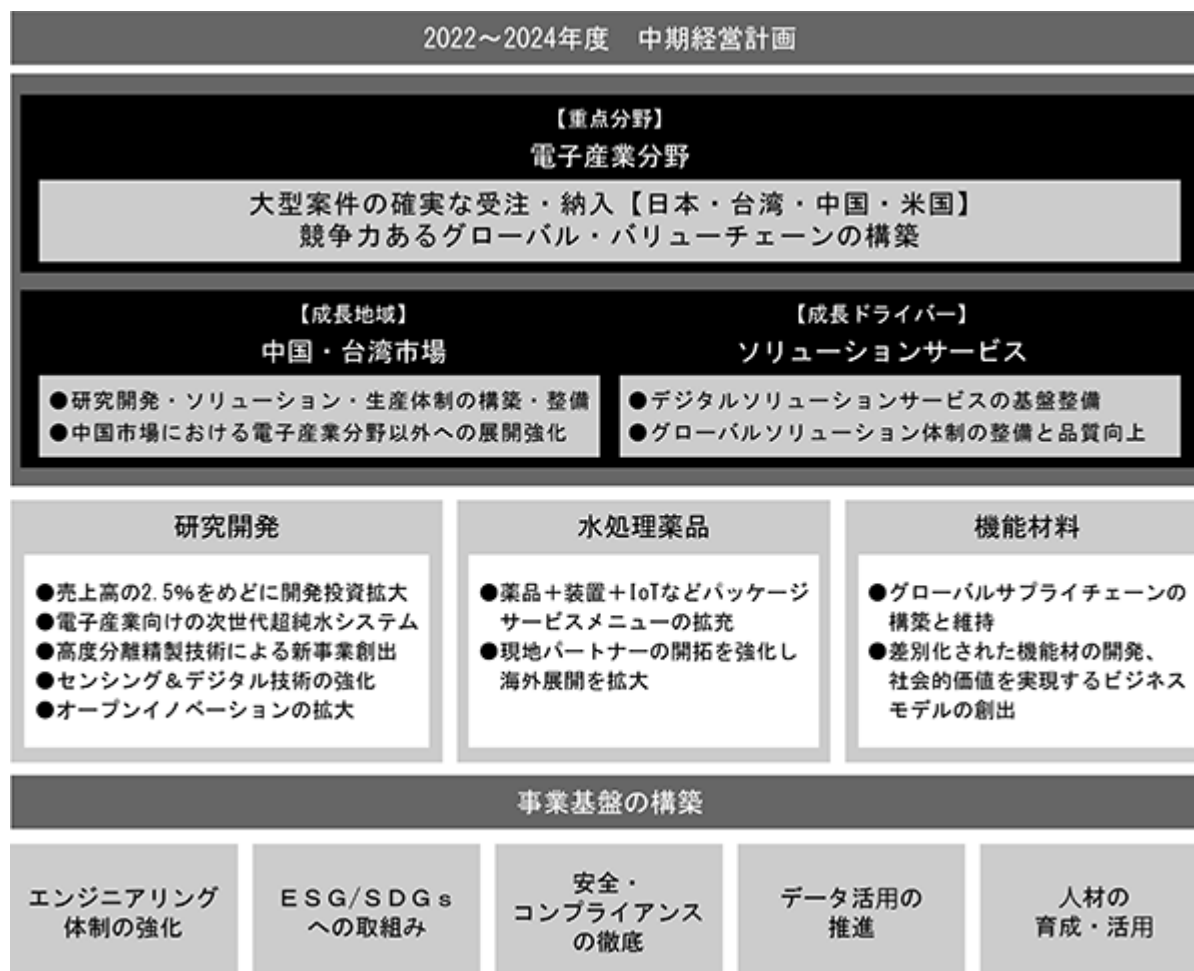 2022～2024年度　中期経営計画
【重点分野】
電子産業分野
大型案件の確実な受注・納入【日本・台湾・中国・米国】
競争力あるグローバル・バリューチェーンの構築
【成長地域】
中国・台湾市場
●研究開発・ソリューション・生産体制の構築・整備
●中国市場における電子産業分野以外への展開強化
【成長ドライバー】
ソリューションサービス
●デジタルソリューションサービスの基盤整備
●グローバルソリューション体制の整備と品質向上
研究開発
●売上高の2.5%をめどに開発投資拡大
●電子産業向けの次世代超純水システム
●高度分離精製技術による新事業創出
●センシング＆デジタル技術の強化
●オープンイノベーションの拡大
水処理薬品
●薬品＋装置＋IoTなどパッケージ
サービスメニューの拡充
●現地パートナーの開拓を強化し
海外展開を拡大
機能材料
●グローバルサプライチェーンの
構築と維持
●差別化された機能材の開発、
社会的価値を実現するビジネス
モデルの創出
事業基盤の構築
エンジニアリング
体制の強化
ＥＳＧ/ＳＤＧｓ
への取組み
安全・
コンプライアンス
の徹底
データ活用の
推進
人材の
育成・活用